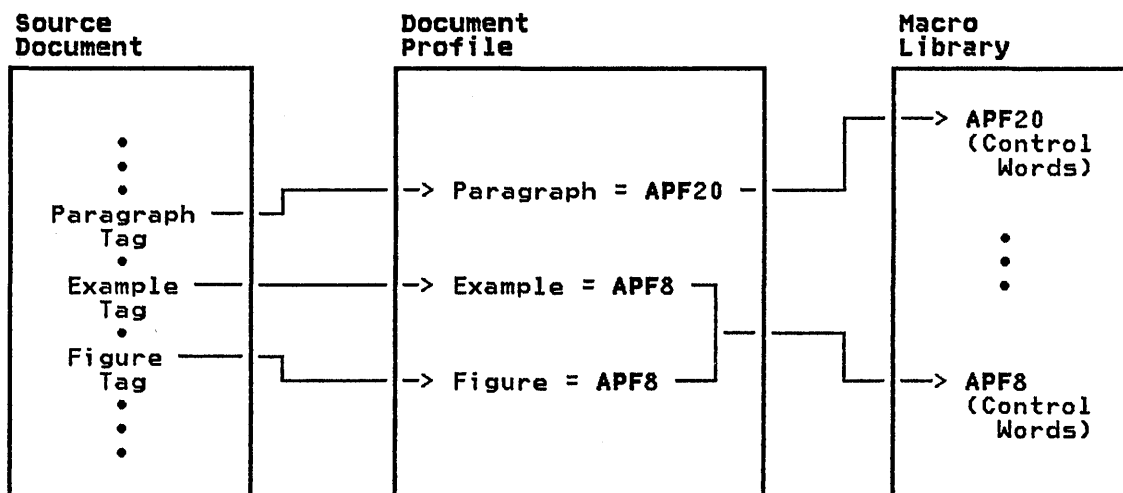 Source
Document
Document
Profile
Macro
Library
Paragraph
Tag
Example
Tag
Figure
Tag
Paragraph = APF20
Example = APF8
Figure = APF8
APF20
(Control
Words)
APF8
(Control
Words)